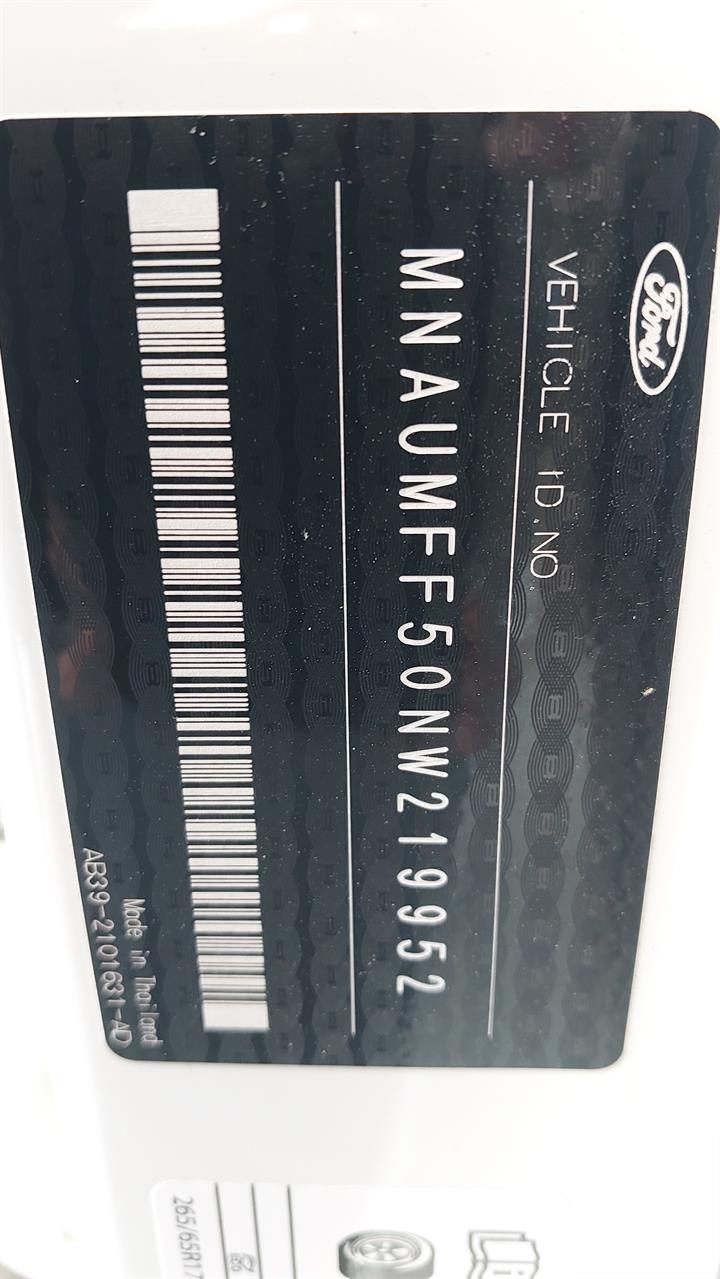 Ford
VEHICLE ID.NO.
MNAUMFF50NW219952
Made in Thailand
AB39-2101631-AD
265/65R17